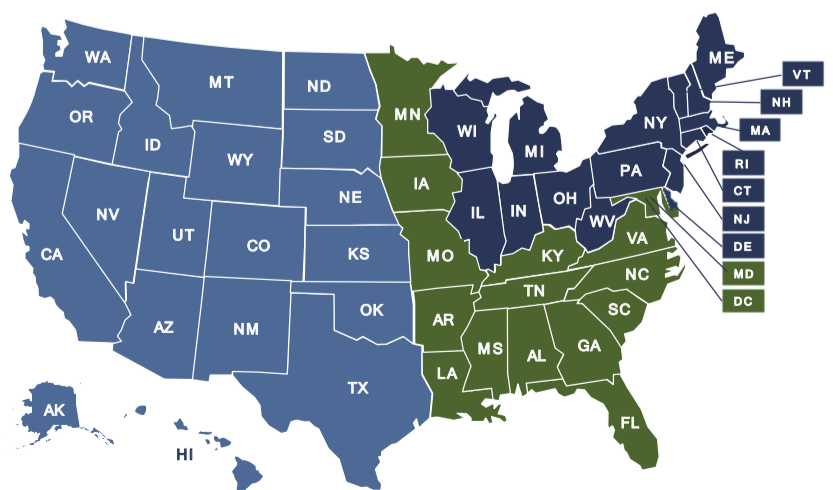 ME
WA
VT
MT
ND
NH
OR
MN
NY
MA
SD
WI
ID
MI
WY
RI
PA
IA
CT
NE
OH
IL
IN
NV
NJ
WV
UT
VA
CO
DE
CA
KS
MO
KY
NC
MD
TN
DC
OK
SC
AZ
NM
AR
GA
MS
AL
LA
TX
AK
FL
HI